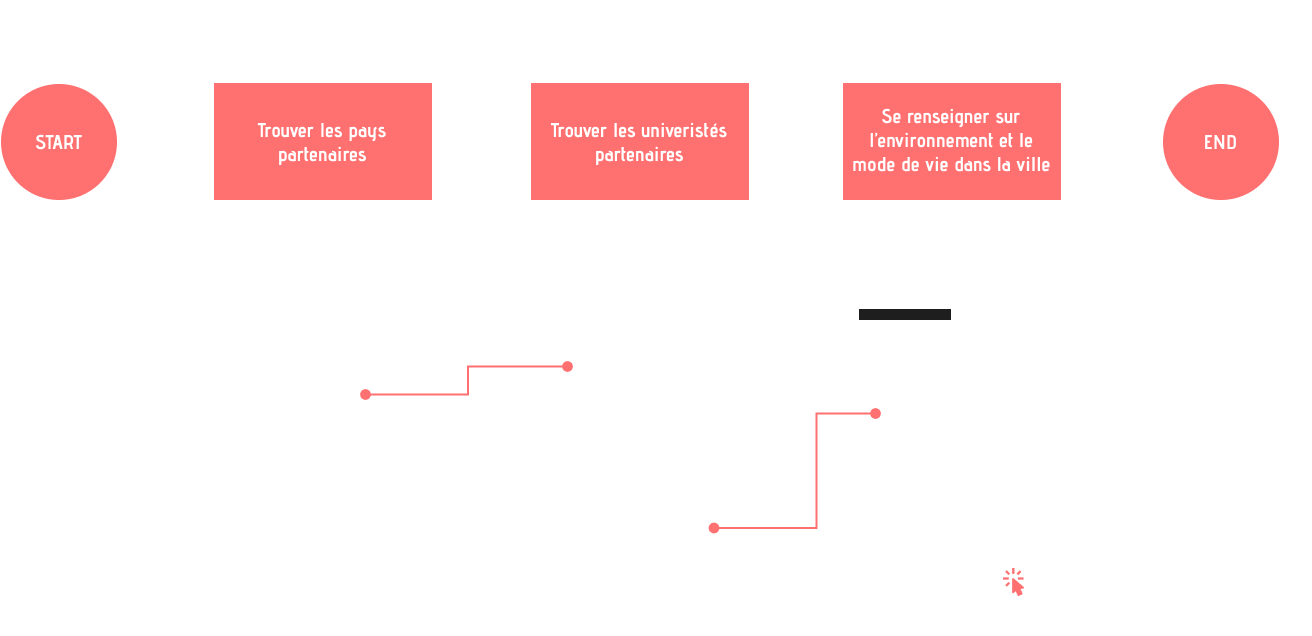 START
Trouver les pays
partenaires
Trouver les univeristés
partenaires
Se renseigner sur
l'environnement et le
mode de vie dans la ville
END